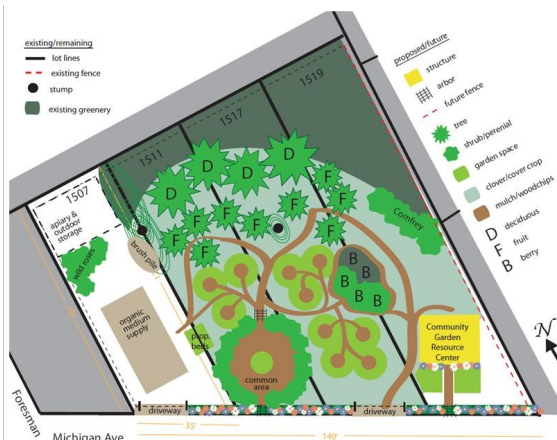 existing/remaining
lot lines
existing fence
stump
existing greenery
proposed/future
structure
arbor
future fence
tree
shrub/perenial
garden space
clover/cover crop
mulch/woodchips
D deciduous
F fruit
B berry
1519
1517
1511
1507
apiary &
outdoor
storage
wild roses
brush pile
D
D
D
D
F
F
F
F
F
F
F
F
F
Comfrey
B
B
B
B
organic
medium
supply
prop.
beds
common
area
Community
Garden
Resource
Center
N
driveway
driveway
35'
140'
Foresman
Michigan Ave